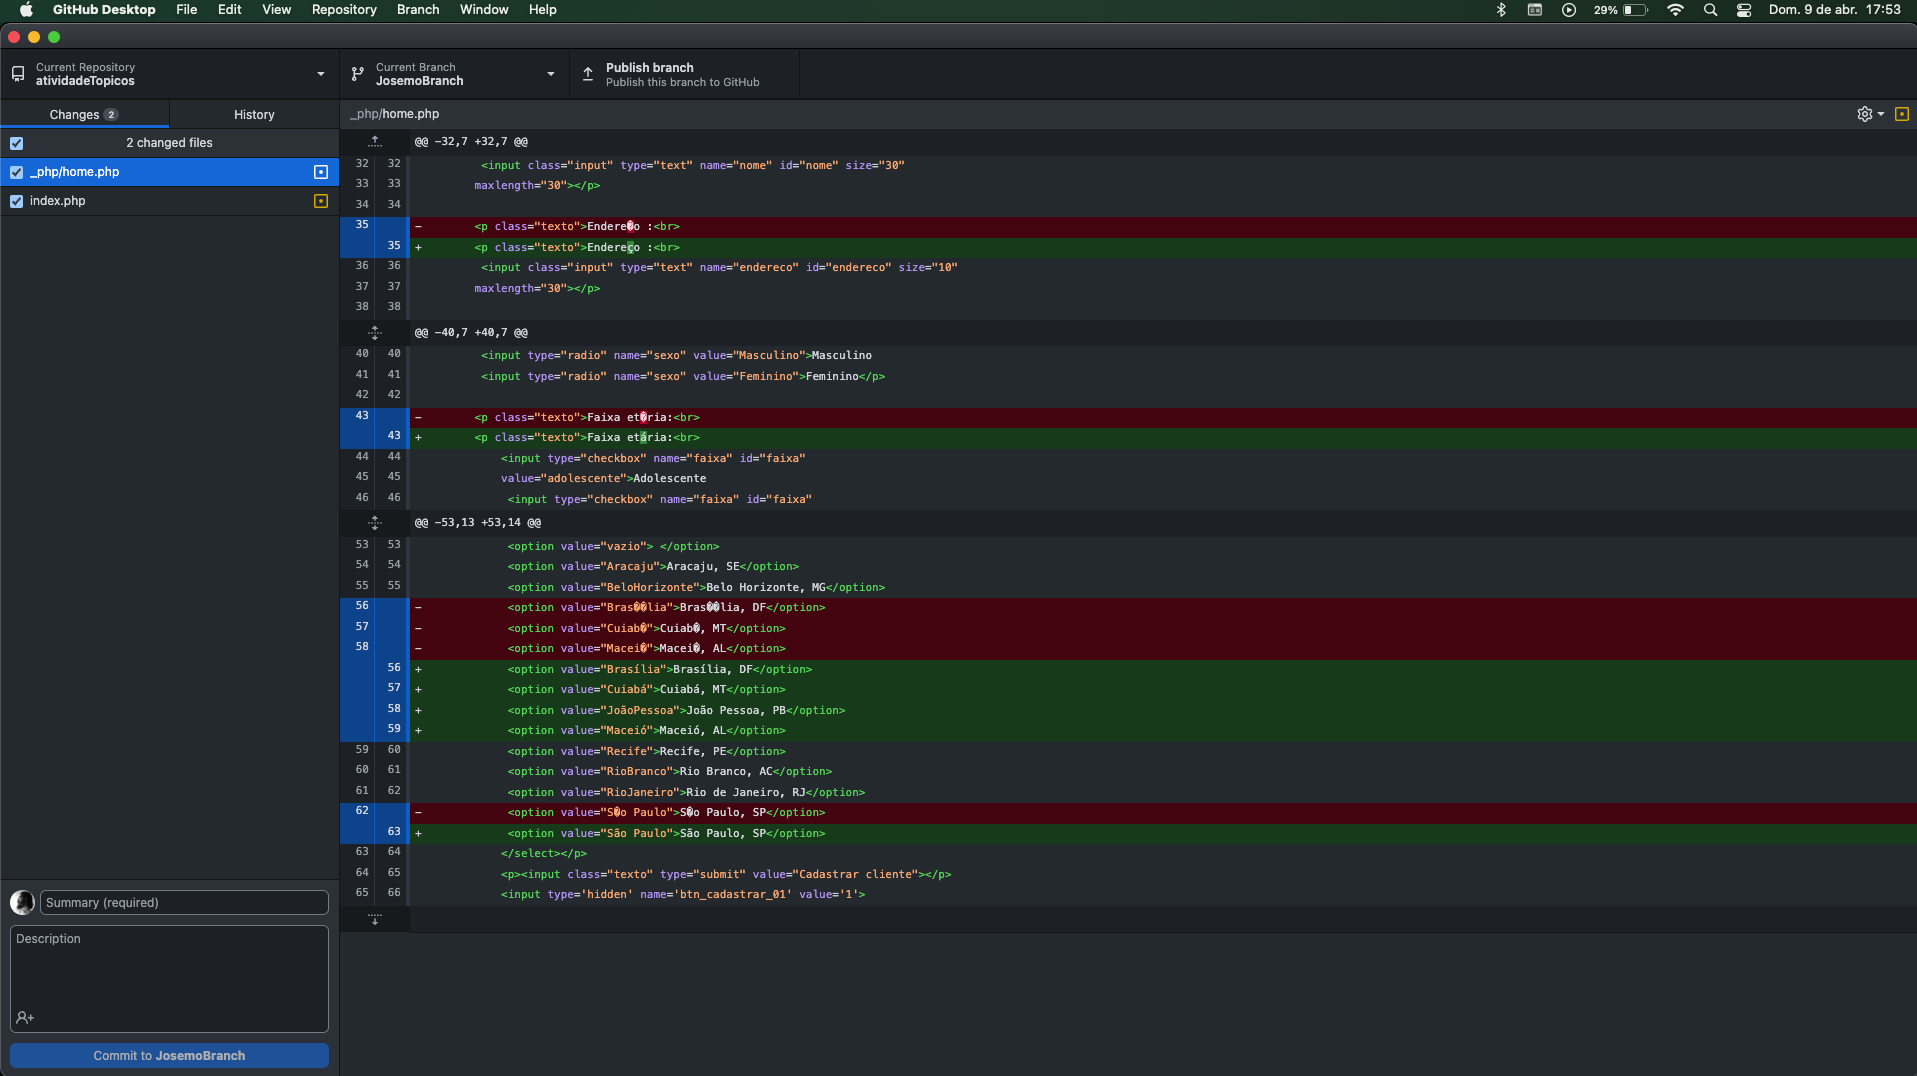 GitHub Desktop File Edit View Repository Branch Window Help 29% Dom. 9 de abr. 17:53
Current Repository
atividadeTopicos
Current Branch
JosemoBranch
Publish branch
Publish this branch to GitHub
Changes 2 History
2 changed files
_php/home.php
index.php
_php/home.php
@@ -32,7 +32,7 @@
32 32 <input class="input" type="text" name="nome" id="nome" size="30"
33 33 maxlength="30"></p>
34 34
35 - <p class="texto">Endere�o :<br>
35 + <p class="texto">Endereço :<br>
36 36 <input class="input" type="text" name="endereco" id="endereco" size="10"
37 37 maxlength="30"></p>
38 38
@@ -40,7 +40,7 @@
40 40 <input type="radio" name="sexo" value="Masculino">Masculino
41 41 <input type="radio" name="sexo" value="Feminino">Feminino</p>
42 42
43 - <p class="texto">Faixa et�ria:<br>
43 + <p class="texto">Faixa etária:<br>
44 44 <input type="checkbox" name="faixa" id="faixa"
45 45 value="adolescente">Adolescente
46 46 <input type="checkbox" name="faixa" id="faixa"
@@ -53,13 +53,14 @@
53 53 <option value="vazio"> </option>
54 54 <option value="Aracaju">Aracaju, SE</option>
55 55 <option value="BeloHorizonte">Belo Horizonte, MG</option>
56 - <option value="Bras��lia">Bras��lia, DF</option>
57 - <option value="Cuiab�">Cuiab�, MT</option>
58 - <option value="Macei�">Macei�, AL</option>
56 + <option value="Brasília">Brasília, DF</option>
57 + <option value="Cuiabá">Cuiabá, MT</option>
58 + <option value="JoãoPessoa">João Pessoa, PB</option>
59 + <option value="Maceió">Maceió, AL</option>
59 60 <option value="Recife">Recife, PE</option>
60 61 <option value="RioBranco">Rio Branco, AC</option>
61 62 <option value="RioJaneiro">Rio de Janeiro, RJ</option>
62 - <option value="S�o Paulo">S�o Paulo, SP</option>
63 + <option value="São Paulo">São Paulo, SP</option>
63 64 </select></p>
64 65 <p><input class="texto" type="submit" value="Cadastrar cliente"></p>
65 66 <input type='hidden' name='btn_cadastrar_01' value='1'>
Summary (required)
Description
Commit to JosemoBranch